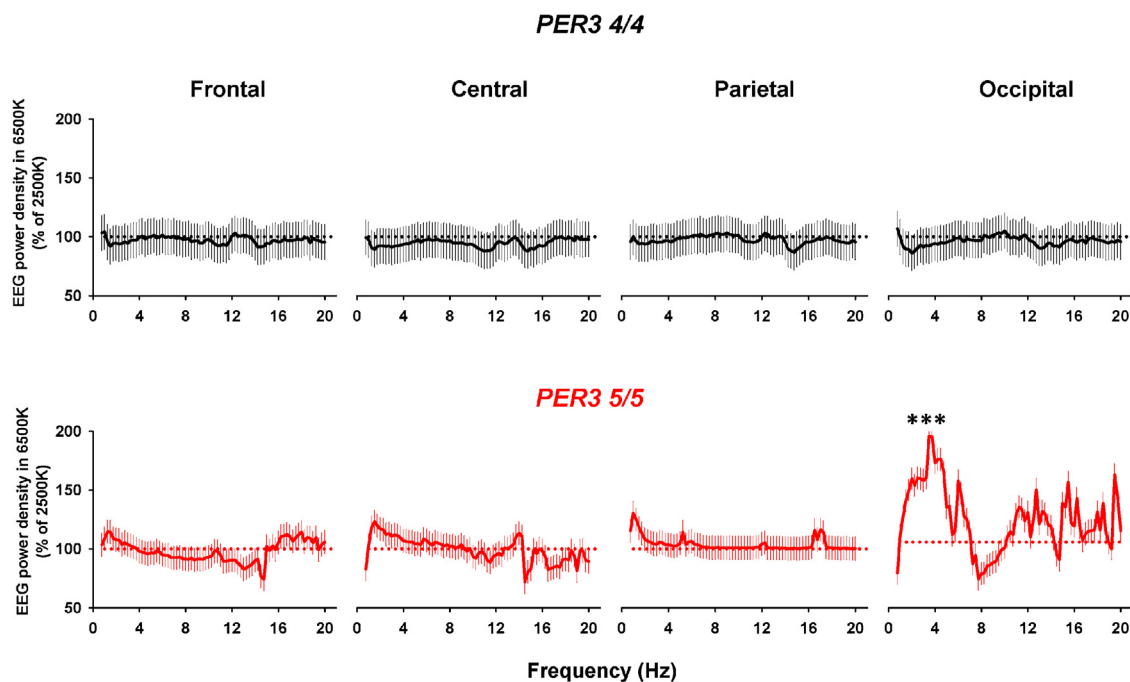 PER3 4/4
Frontal Central Parietal Occipital
EEG power density in 6500K
(% of 2500K)
200
150
100
50
0 4 8 12 16 20 0 4 8 12 16 20 0 4 8 12 16 20 0 4 8 12 16 20
PER3 5/5
EEG power density in 6500K
(% of 2500K)
***
200
150
100
50
0 4 8 12 16 20 0 4 8 12 16 20 0 4 8 12 16 20 0 4 8 12 16 20
Frequency (Hz)